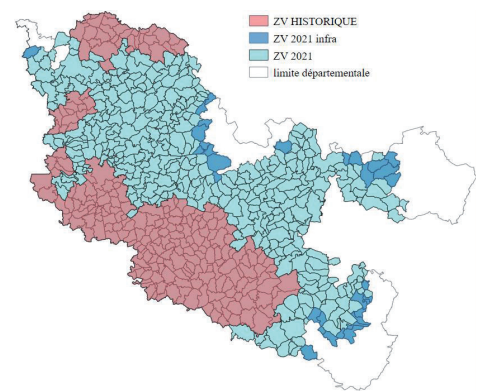 ZV HISTORIQUE
ZV 2021 infra
ZV 2021
limite départementale